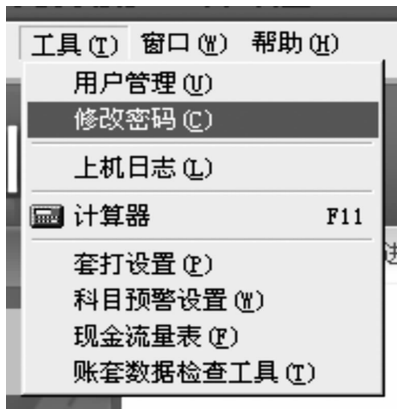 工具(T) 窗口(W) 帮助(H)
用户管理(U)
修改密码(C)
上机日志(L)
计算器 F11
套打设置(P)
科目预警设置(W)
现金流量表(F)
账套数据检查工具(T)